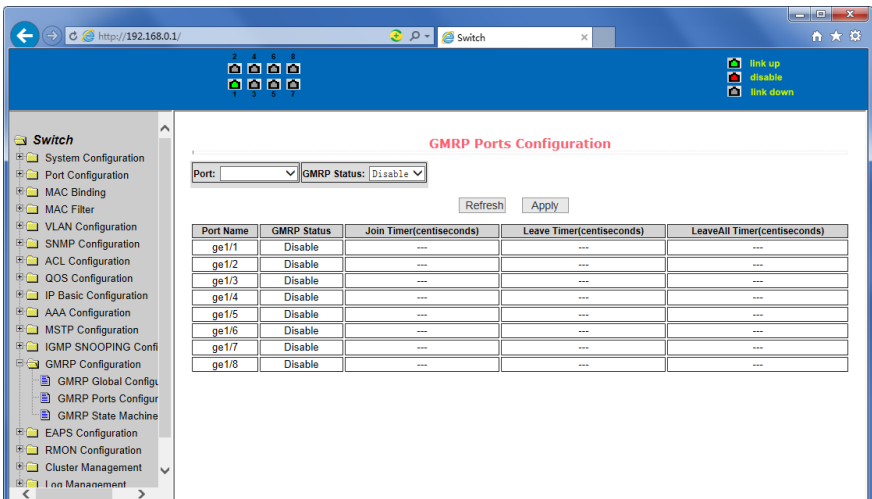 http://192.168.0.1/
Switch
2 4 6 8
1 3 5 7
link up
disable
link down
Switch
System Configuration
Port Configuration
MAC Binding
MAC Filter
VLAN Configuration
SNMP Configuration
ACL Configuration
QOS Configuration
IP Basic Configuration
AAA Configuration
MSTP Configuration
IGMP SNOOPING Confi
GMRP Configuration
GMRP Global Configu
GMRP Ports Configur
GMRP State Machine
EAPS Configuration
RMON Configuration
Cluster Management
Log Management
GMRP Ports Configuration
Port: GMRP Status: Disable
Refresh Apply
Port Name GMRP Status Join Timer(centiseconds) Leave Timer(centiseconds) LeaveAll Timer(centiseconds)
ge1/1 Disable --- --- ---
ge1/2 Disable --- --- ---
ge1/3 Disable --- --- ---
ge1/4 Disable --- --- ---
ge1/5 Disable --- --- ---
ge1/6 Disable --- --- ---
ge1/7 Disable --- --- ---
ge1/8 Disable --- --- ---